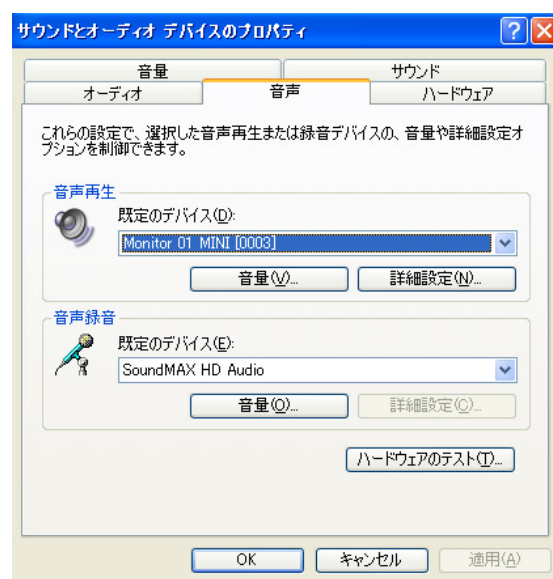 サウンドとオーディオ デバイスのプロパティ
音量
サウンド
オーディオ
音声
ハードウェア
これらの設定で、選択した音声再生または録音デバイスの、音量や詳細設定オ
プションを制御できます。
音声再生
既定のデバイス(D):
Monitor 01 MINI [0003]
音量(V)...
詳細設定(N)...
音声録音
既定のデバイス(E):
SoundMAX HD Audio
音量(O)...
詳細設定(C)...
ハードウェアのテスト(T)...
OK
キャンセル
適用(A)